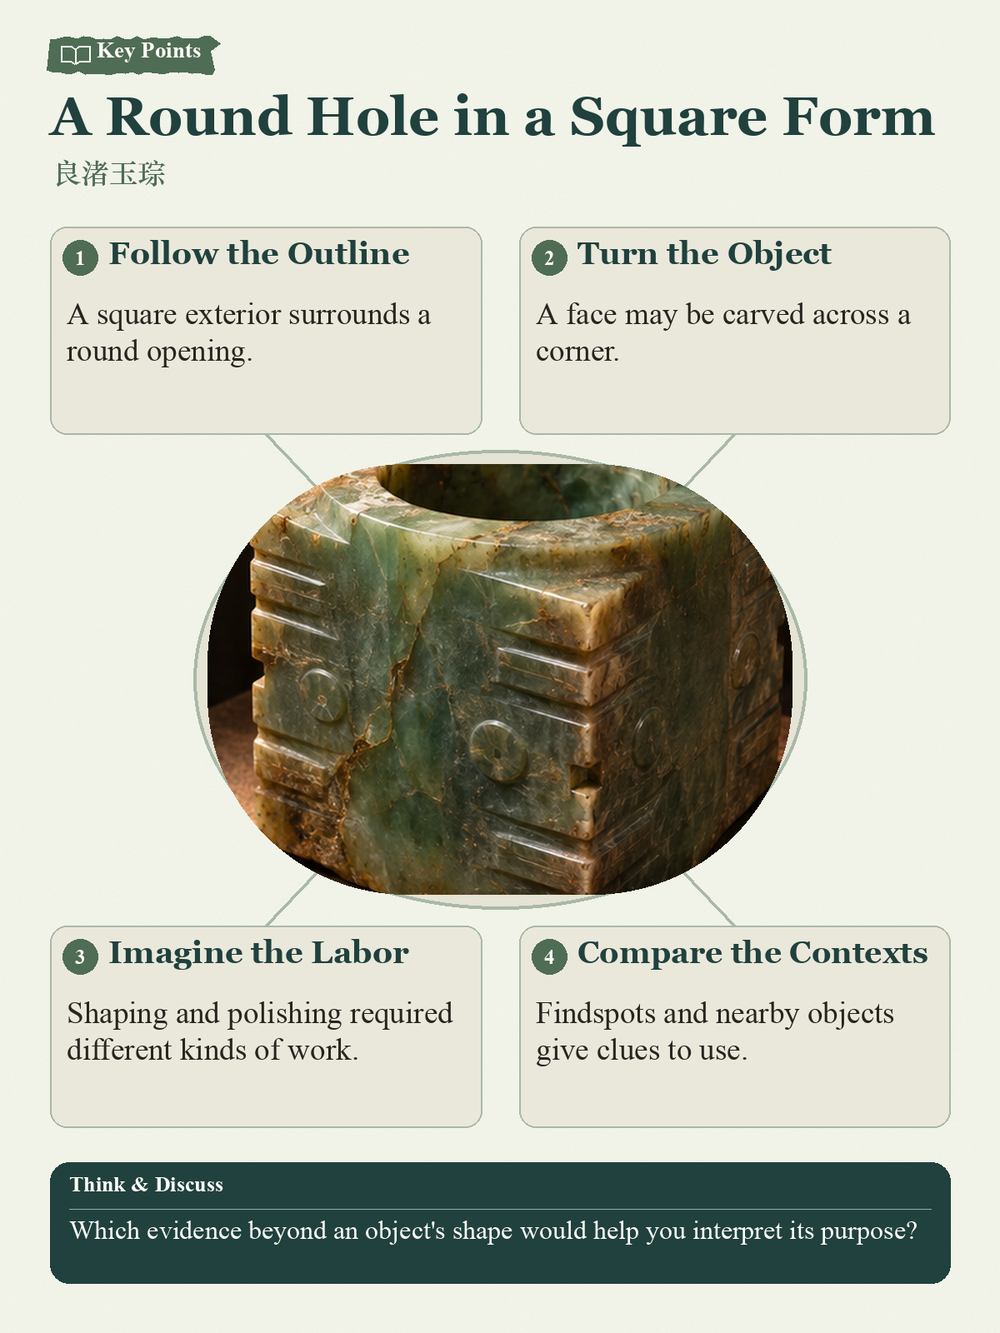 Key Points
A Round Hole in a Square Form
良渚玉琮
1 Follow the Outline
A square exterior surrounds a
round opening.
2 Turn the Object
A face may be carved across a
corner.
3 Imagine the Labor
Shaping and polishing required
different kinds of work.
4 Compare the Contexts
Findspots and nearby objects
give clues to use.
Think & Discuss
Which evidence beyond an object's shape would help you interpret its purpose?